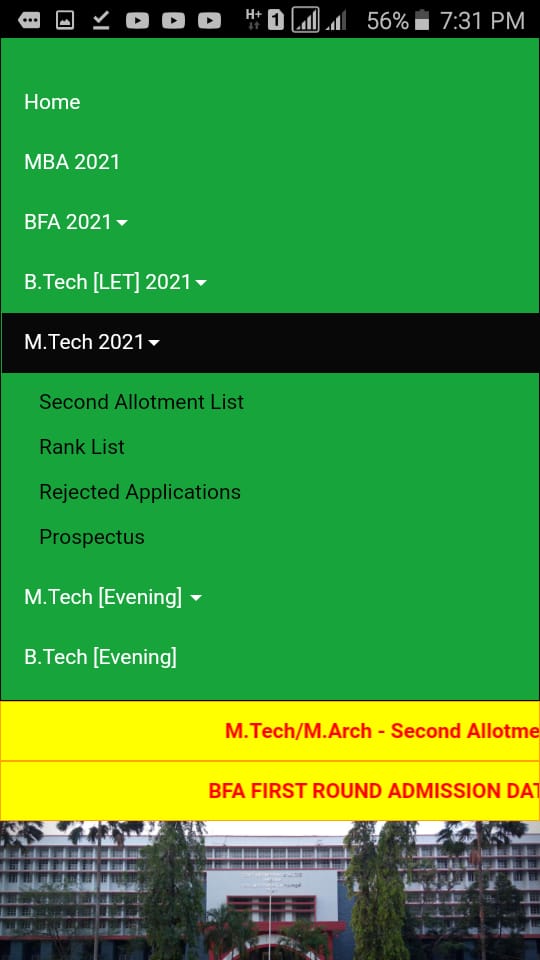 H+ 1 56% 7:31 PM
Home
MBA 2021
BFA 2021
B.Tech [LET] 2021
M.Tech 2021
Second Allotment List
Rank List
Rejected Applications
Prospectus
M.Tech [Evening]
B.Tech [Evening]
M.Tech/M.Arch - Second Allotme
BFA FIRST ROUND ADMISSION DAT